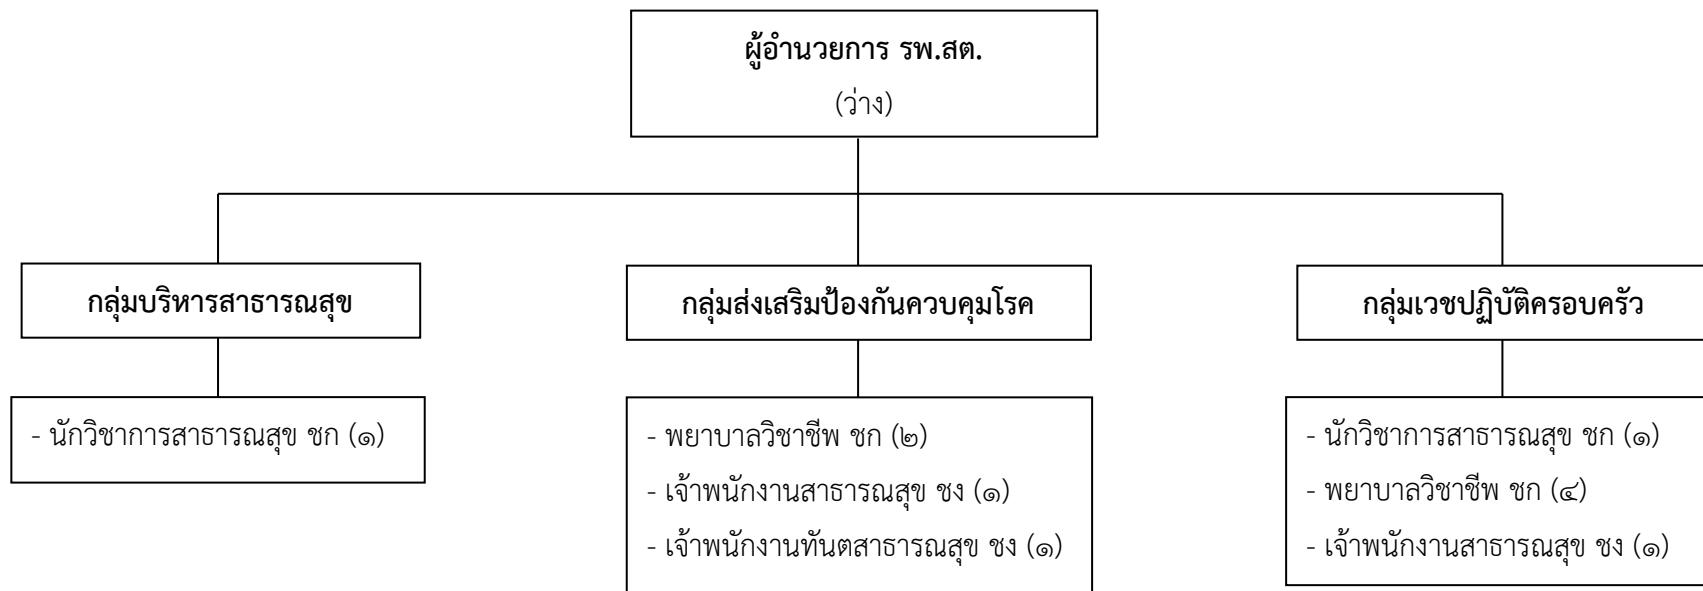 ผู้อำนวยการ รพ.สต.
(ว่าง)
กลุ่มบริหารสาธารณสุข
- นักวิชาการสาธารณสุข ชก (๑)
กลุ่มส่งเสริมป้องกันควบคุมโรค
- พยาบาลวิชาชีพ ชก (๒)
- เจ้าพนักงานสาธารณสุข ชง (๑)
- เจ้าพนักงานทันตสาธารณสุข ชง (๑)
กลุ่มเวชปฏิบัติครอบครัว
- นักวิชาการสาธารณสุข ชก (๑)
- พยาบาลวิชาชีพ ชก (๔)
- เจ้าพนักงานสาธารณสุข ชง (๑)